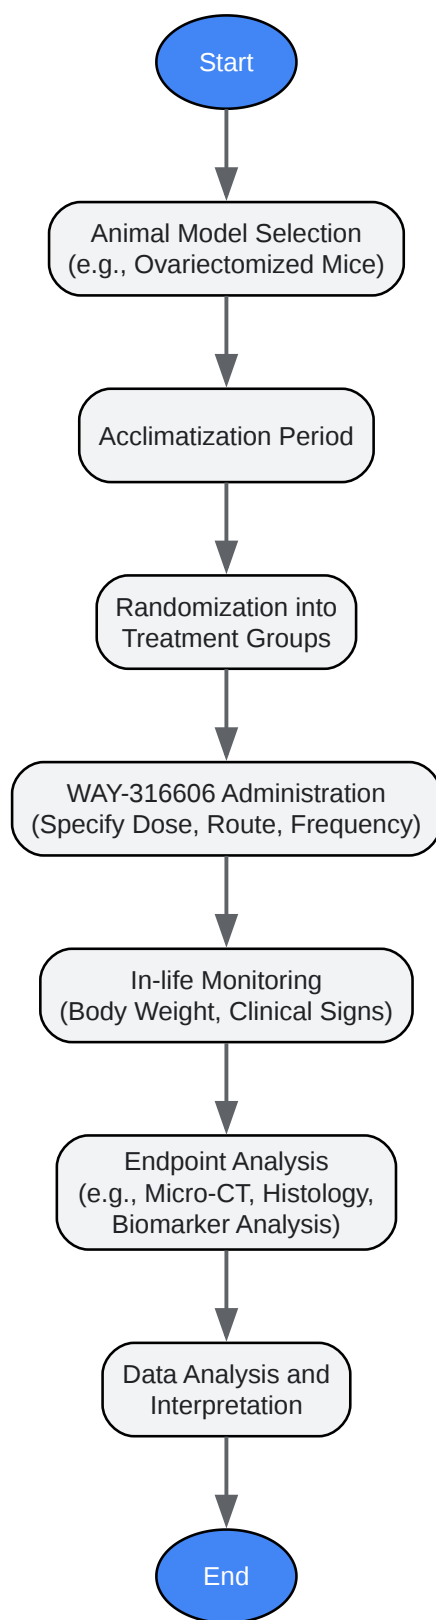 Start
Animal Model Selection
(e.g., Ovariectomized Mice)
Acclimatization Period
Randomization into
Treatment Groups
WAY-316606 Administration
(Specify Dose, Route, Frequency)
In-life Monitoring
(Body Weight, Clinical Signs)
Endpoint Analysis
(e.g., Micro-CT, Histology,
Biomarker Analysis)
Data Analysis and
Interpretation
End